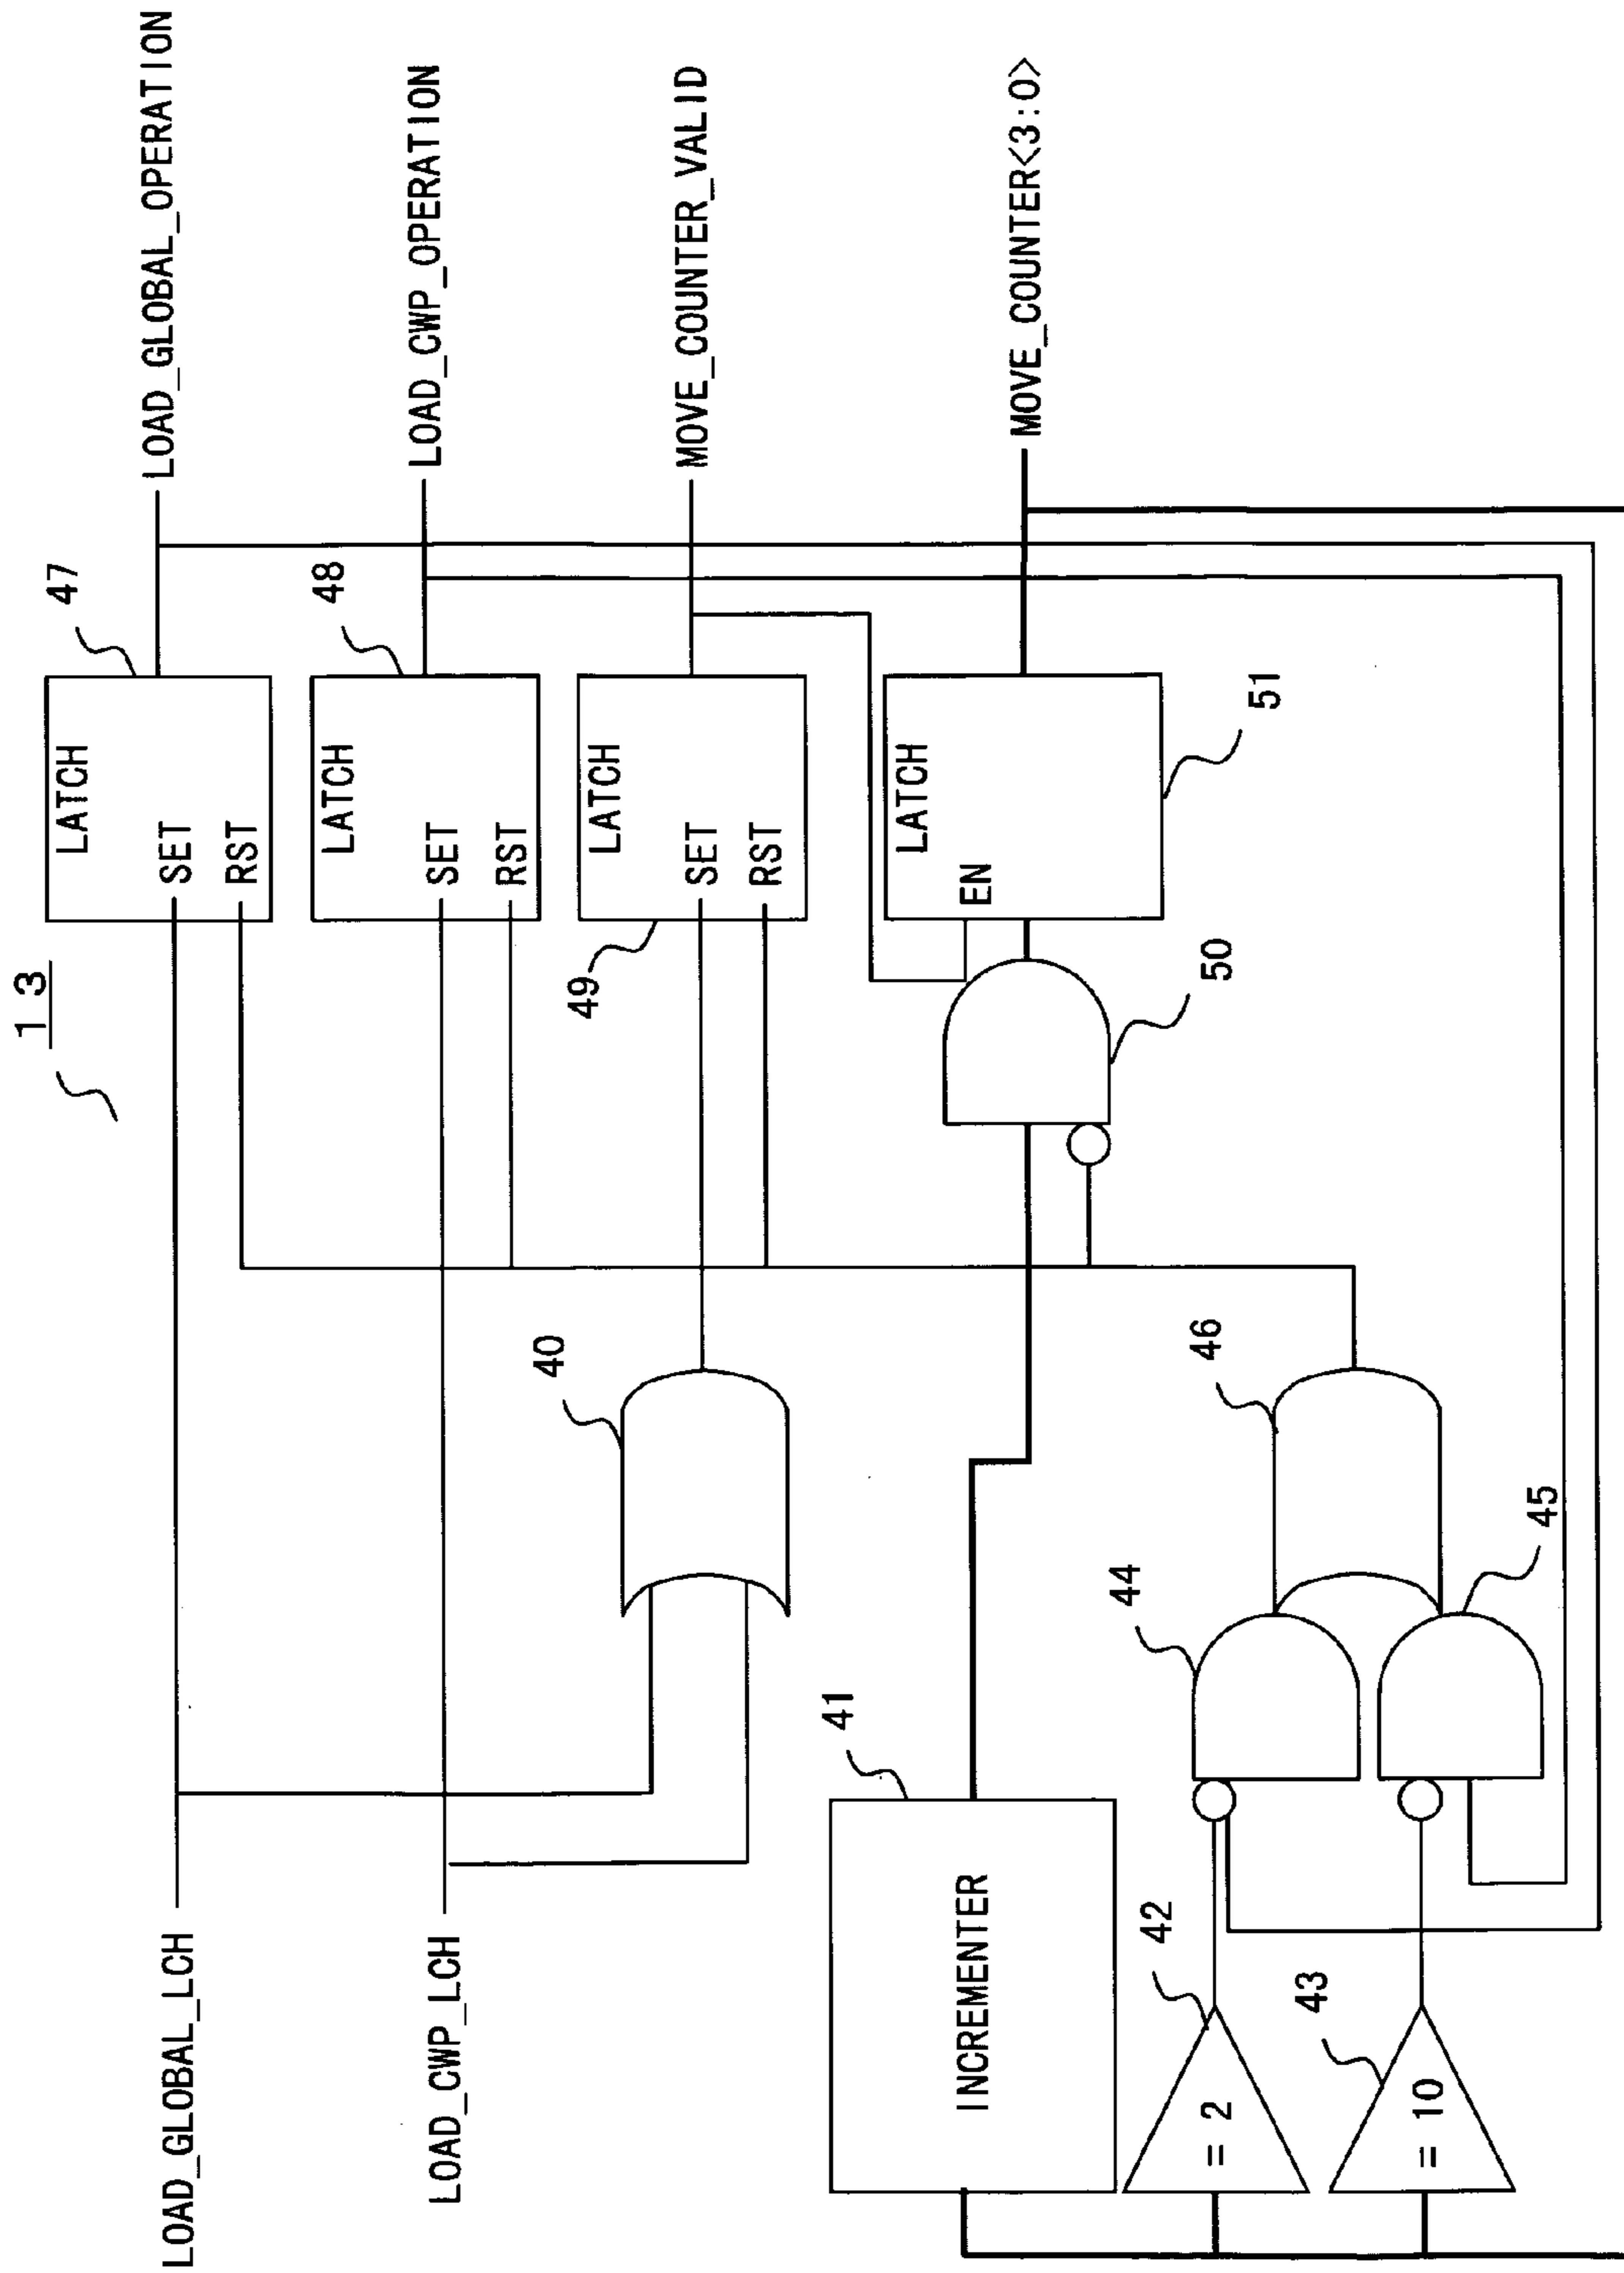 13
LOAD_GLOBAL_LCH
LOAD_CWP_LCH
40
41
INCREMENTER
42
= 2
43
= 10
44
45
46
47
LATCH
SET
RST
LOAD_GLOBAL_OPERATION
48
LATCH
SET
RST
LOAD_CWP_OPERATION
49
LATCH
SET
RST
MOVE_COUNTER_VALID
50
LATCH
EN
51
MOVE_COUNTER<3:0>